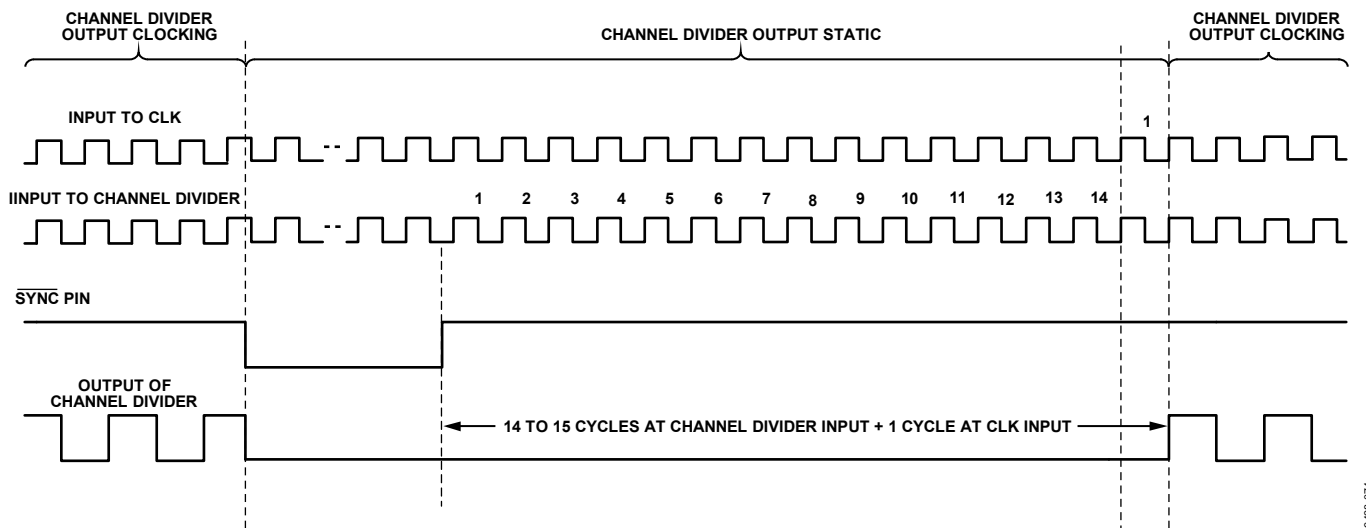 CHANNEL DIVIDER
OUTPUT CLOCKING
CHANNEL DIVIDER OUTPUT STATIC
CHANNEL DIVIDER
OUTPUT CLOCKING
INPUT TO CLK
1
IINPUT TO CHANNEL DIVIDER
1 2 3 4 5 6 7 8 9 10 11 12 13 14
SYNC PIN
OUTPUT OF
CHANNEL DIVIDER
14 TO 15 CYCLES AT CHANNEL DIVIDER INPUT + 1 CYCLE AT CLK INPUT